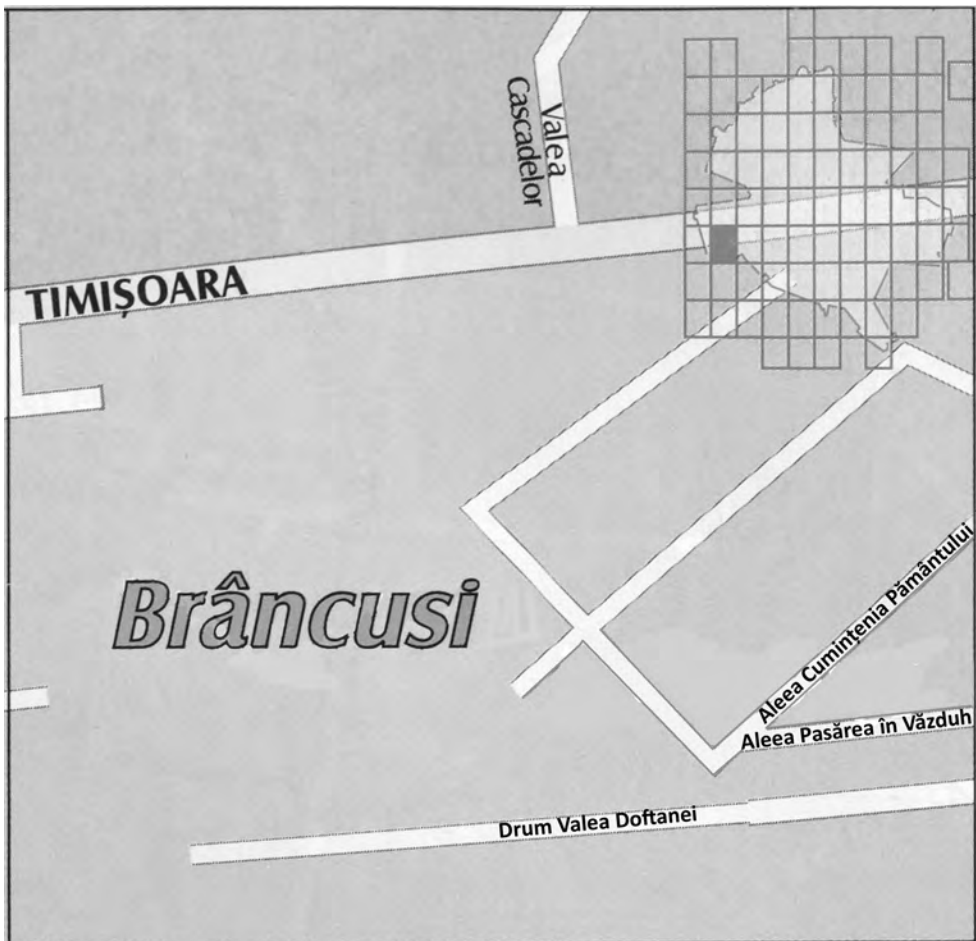 Valea
Cascadelor
TIMIȘOARA
Brâncusi
Aleea Cumințenia Pământului
Aleea Pasărea în Văzduh
Drum Valea Doftanei